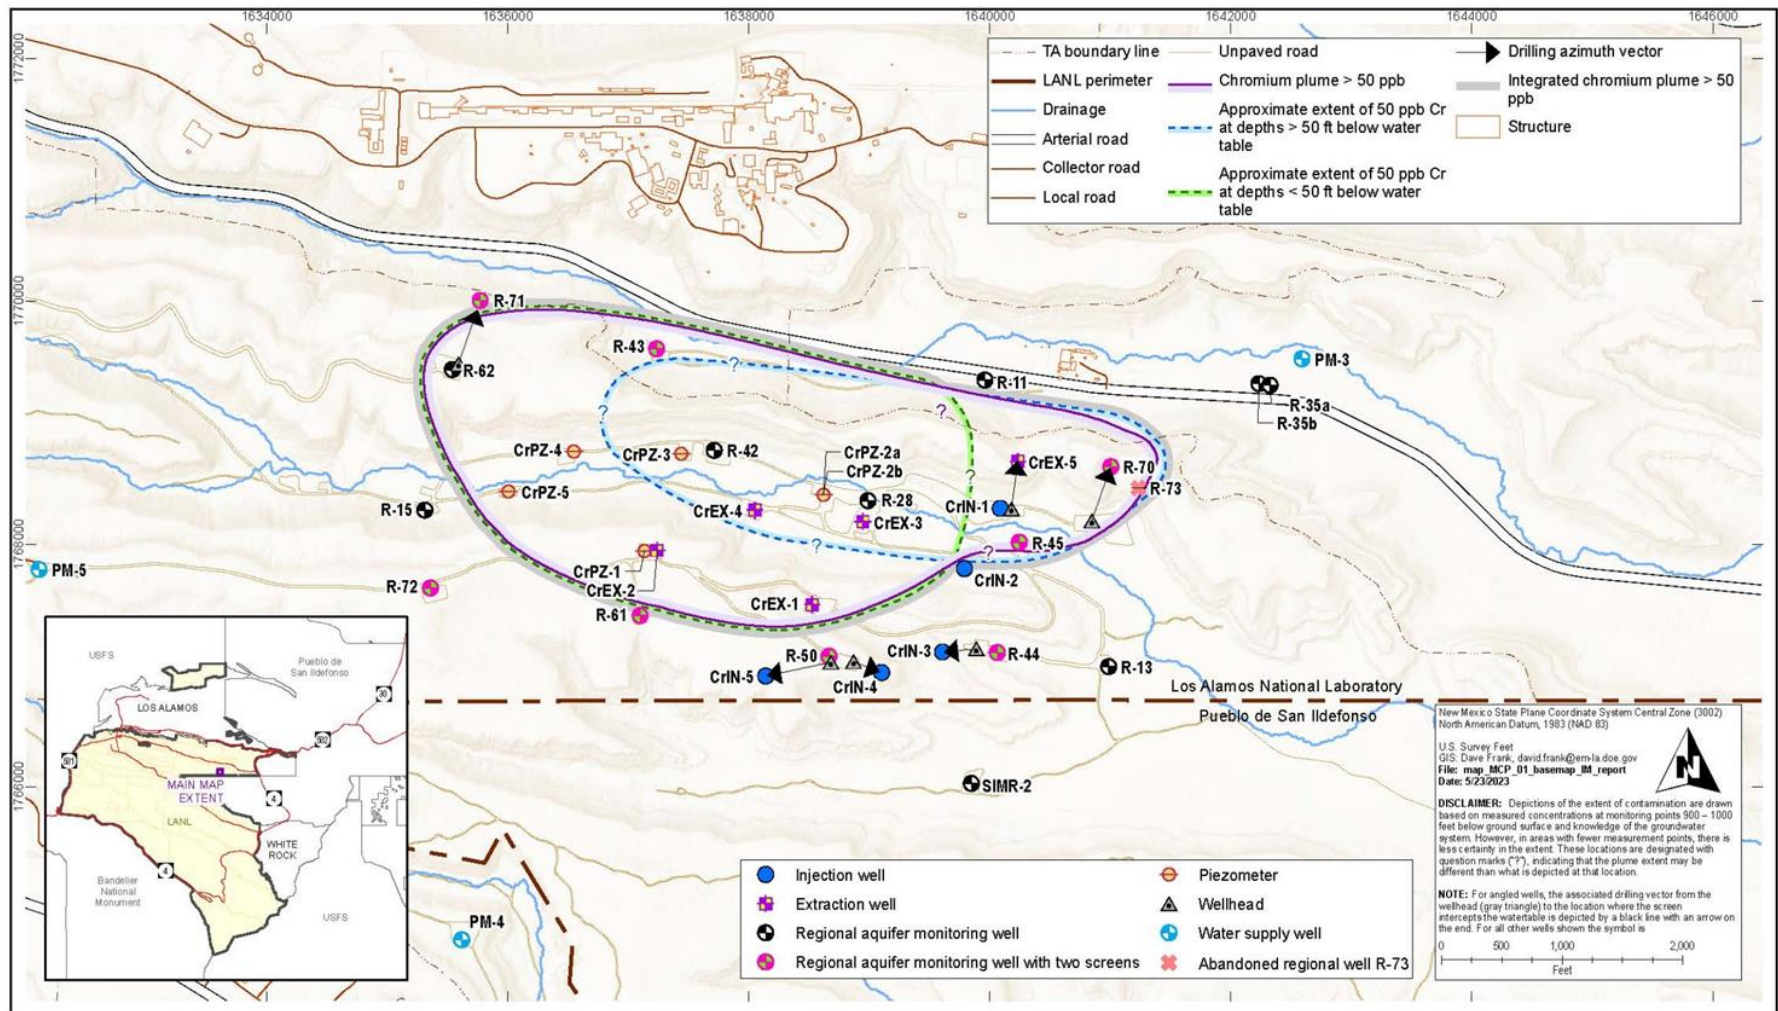 1634000
1636000
1638000
1640000
1642000
1644000
1646000
1772000
1770000
1768000
1766000
TA boundary line
LANL perimeter
Drainage
Arterial road
Collector road
Local road
Unpaved road
Chromium plume > 50 ppb
Approximate extent of 50 ppb Cr
at depths > 50 ft below water
table
Approximate extent of 50 ppb Cr
at depths < 50 ft below water
table
Drilling azimuth vector
Integrated chromium plume > 50
ppb
Structure
R-71
R-43
R-62
?
R-11
PM-3
R-35a
R-35b
?
?
CrPZ-4
CrPZ-3
R-42
CrPZ-2a
CrPZ-2b
CrEX-5
R-70
?
R-73
CrPZ-5
R-15
CrEX-4
R-28
CrEX-3
CrIN-1
?
?
R-45
PM-5
CrPZ-1
CrEX-2
CrIN-2
R-72
R-61
CrEX-1
R-50
CrIN-5
CrIN-4
CrIN-3
R-44
R-13
Los Alamos National Laboratory
Pueblo de San Ildefonso
SIMR-2
PM-4
USFS
Pueblo de
San Ildefonso
LOS ALAMOS
30
502
501
MAIN MAP
EXTENT
4
LANL
WHITE
ROCK
4
Bandelier
National
Monument
USFS
Injection well
Extraction well
Regional aquifer monitoring well
Regional aquifer monitoring well with two screens
Piezometer
Wellhead
Water supply well
Abandoned regional well R-73
New Mexico State Plane Coordinate System Central Zone (3002)
North American Datum, 1983 (NAD 83)
U.S. Survey Feet
GIS: Dave Frank, david.frank@em-la.doe.gov
File: map_MCP_01_basemap_IM_report
Date: 5/23/2023
N
DISCLAIMER: Depictions of the extent of contamination are drawn
based on measured concentrations at monitoring points 900 – 1000
feet below ground surface and knowledge of the groundwater
system. However, in areas with fewer measurement points, there is
less certainty in the extent. These locations are designated with
question marks ("?"), indicating that the plume extent may be
different than what is depicted at that location.
NOTE: For angled wells, the associated drilling vector from the
wellhead (gray triangle) to the location where the screen
intercepts the watertable is depicted by a black line with an arrow on
the end. For all other wells shown the symbol is
0 500 1,000 2,000
Feet